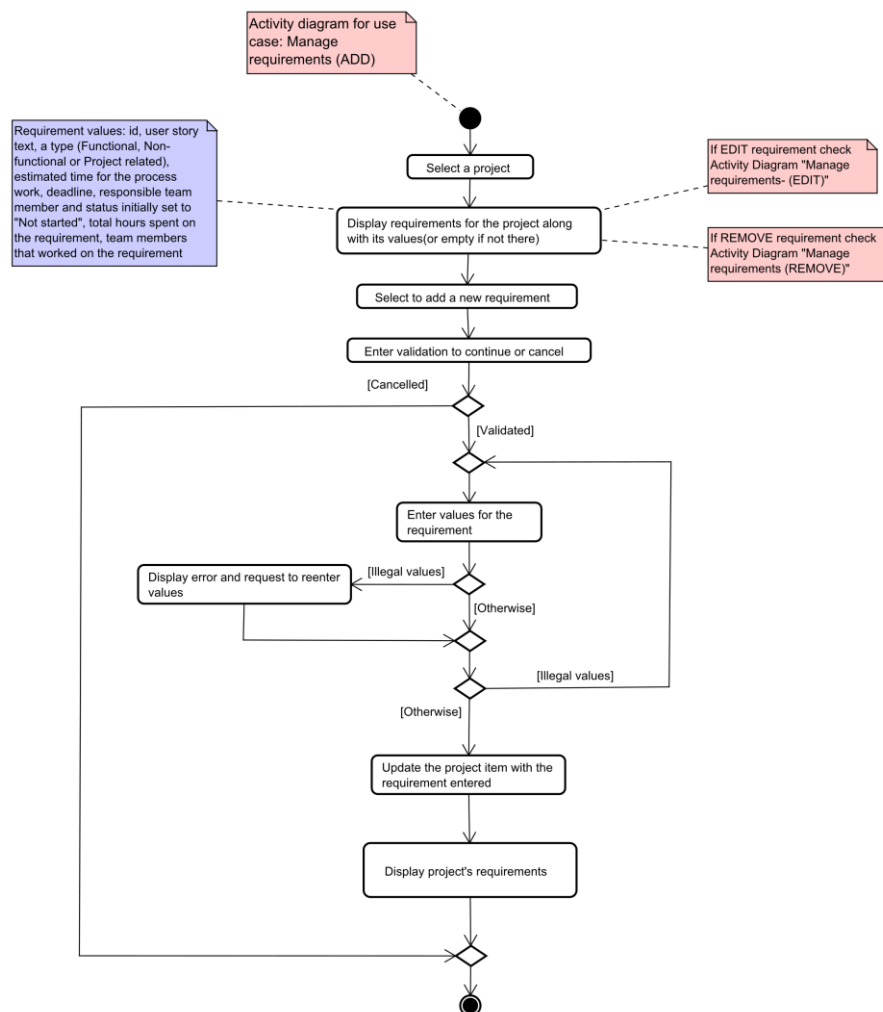 Activity diagram for use
case: Manage
requirements (ADD)
Requirement values: id, user story
text, a type (Functional, Non-
functional or Project related),
estimated time for the process
work, deadline, responsible team
member and status initially set to
"Not started", total hours spent on
the requirement, team members
that worked on the requirement
If EDIT requirement check
Activity Diagram "Manage
requirements- (EDIT)"
Select a project
Display requirements for the project along
with its values(or empty if not there)
If REMOVE requirement check
Activity Diagram "Manage
requirements (REMOVE)"
Select to add a new requirement
Enter validation to continue or cancel
[Cancelled]
[Validated]
Enter values for the
requirement
[Illegal values]
Display error and request to reenter
values
[Otherwise]
[Illegal values]
[Otherwise]
Update the project item with the
requirement entered
Display project's requirements